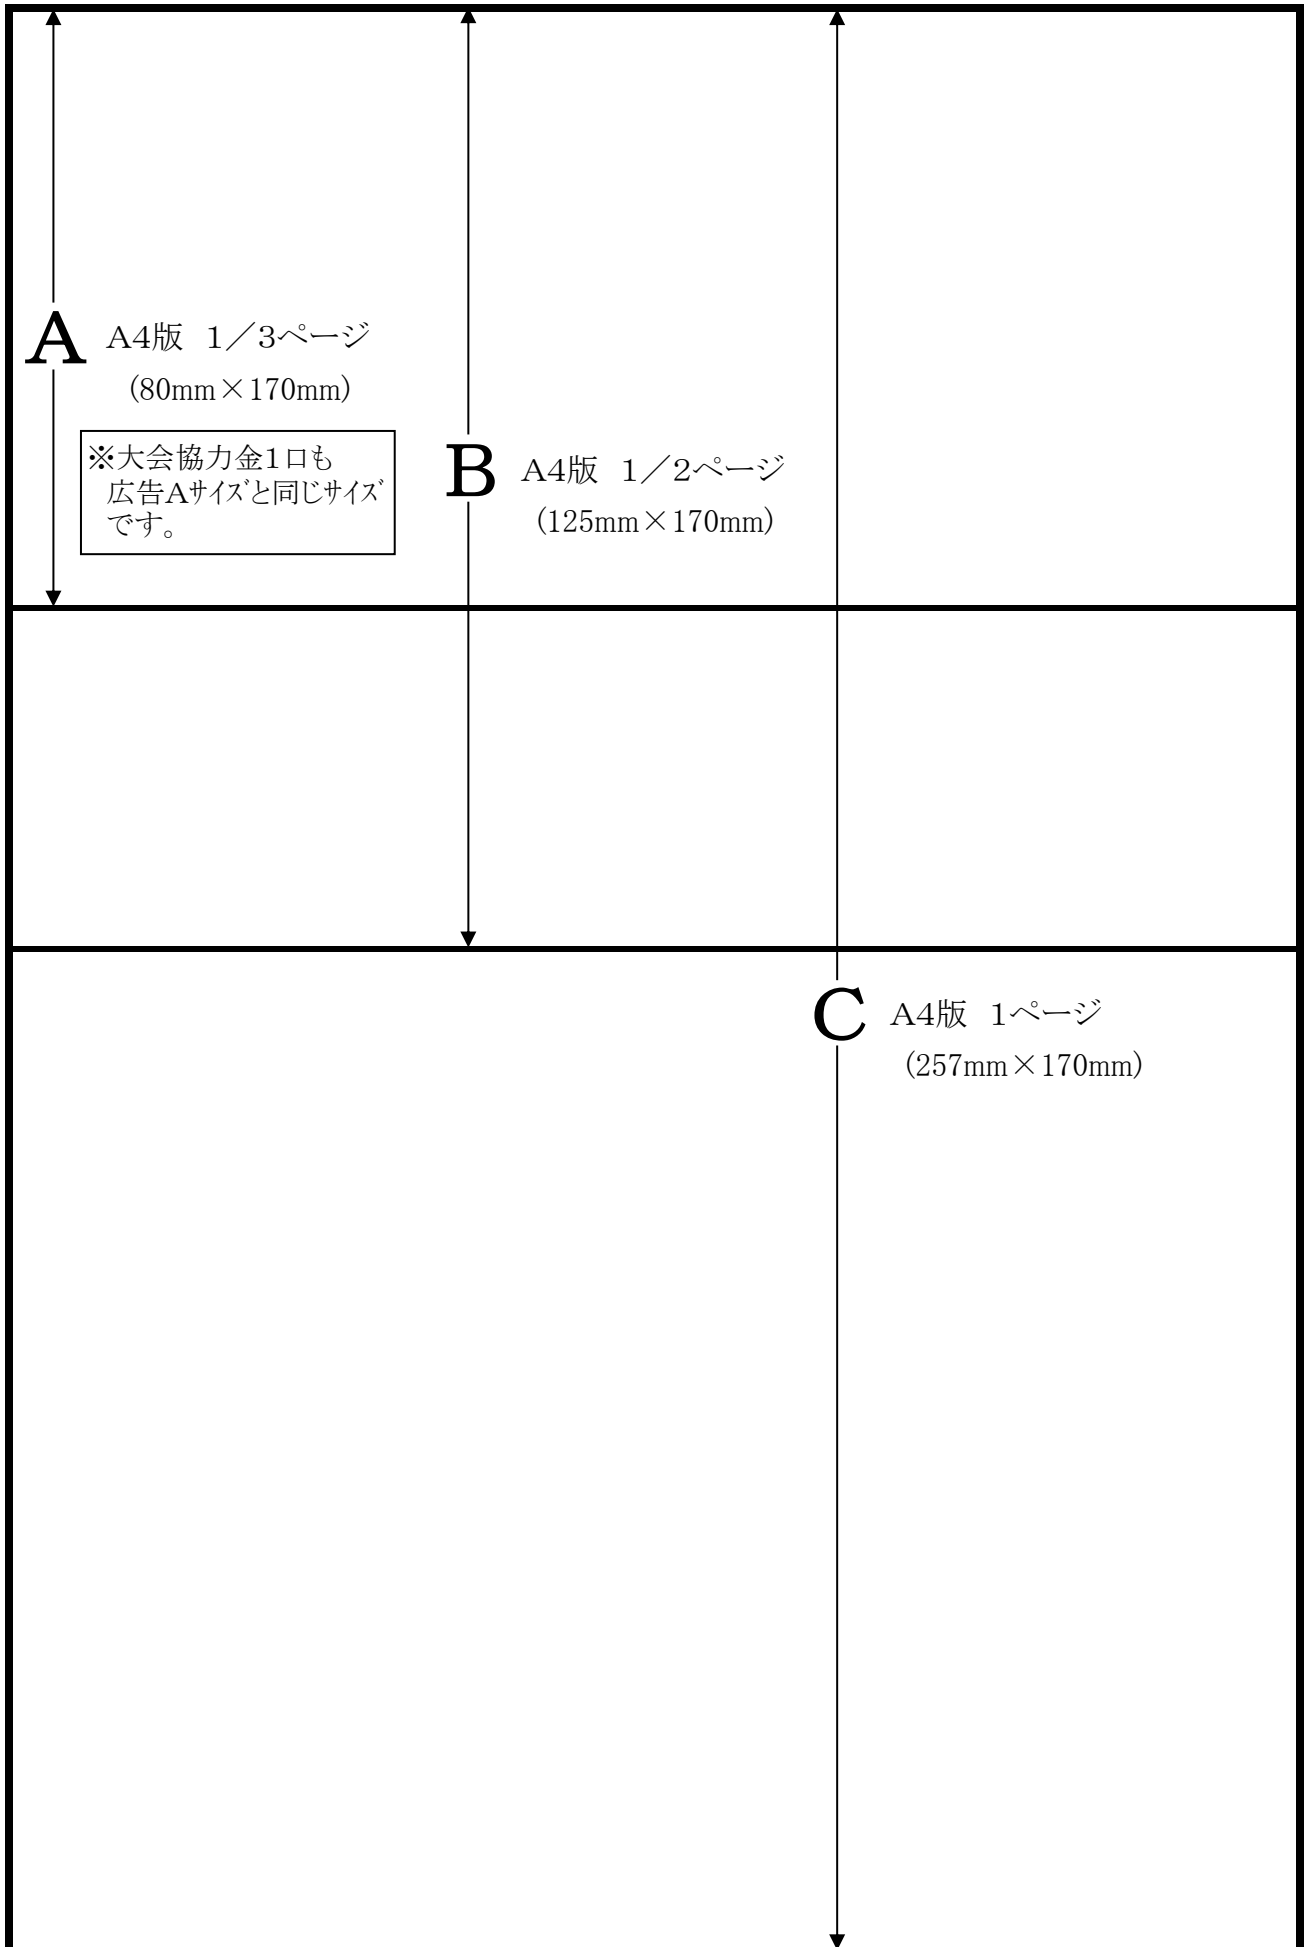 A A4版 1／3ページ
(80mm×170mm)
※大会協力金1口も
広告Aｻｲｽﾞと同じｻｲｽﾞ
です。
B A4版 1／2ページ
(125mm×170mm)
C A4版 1ページ
(257mm×170mm)